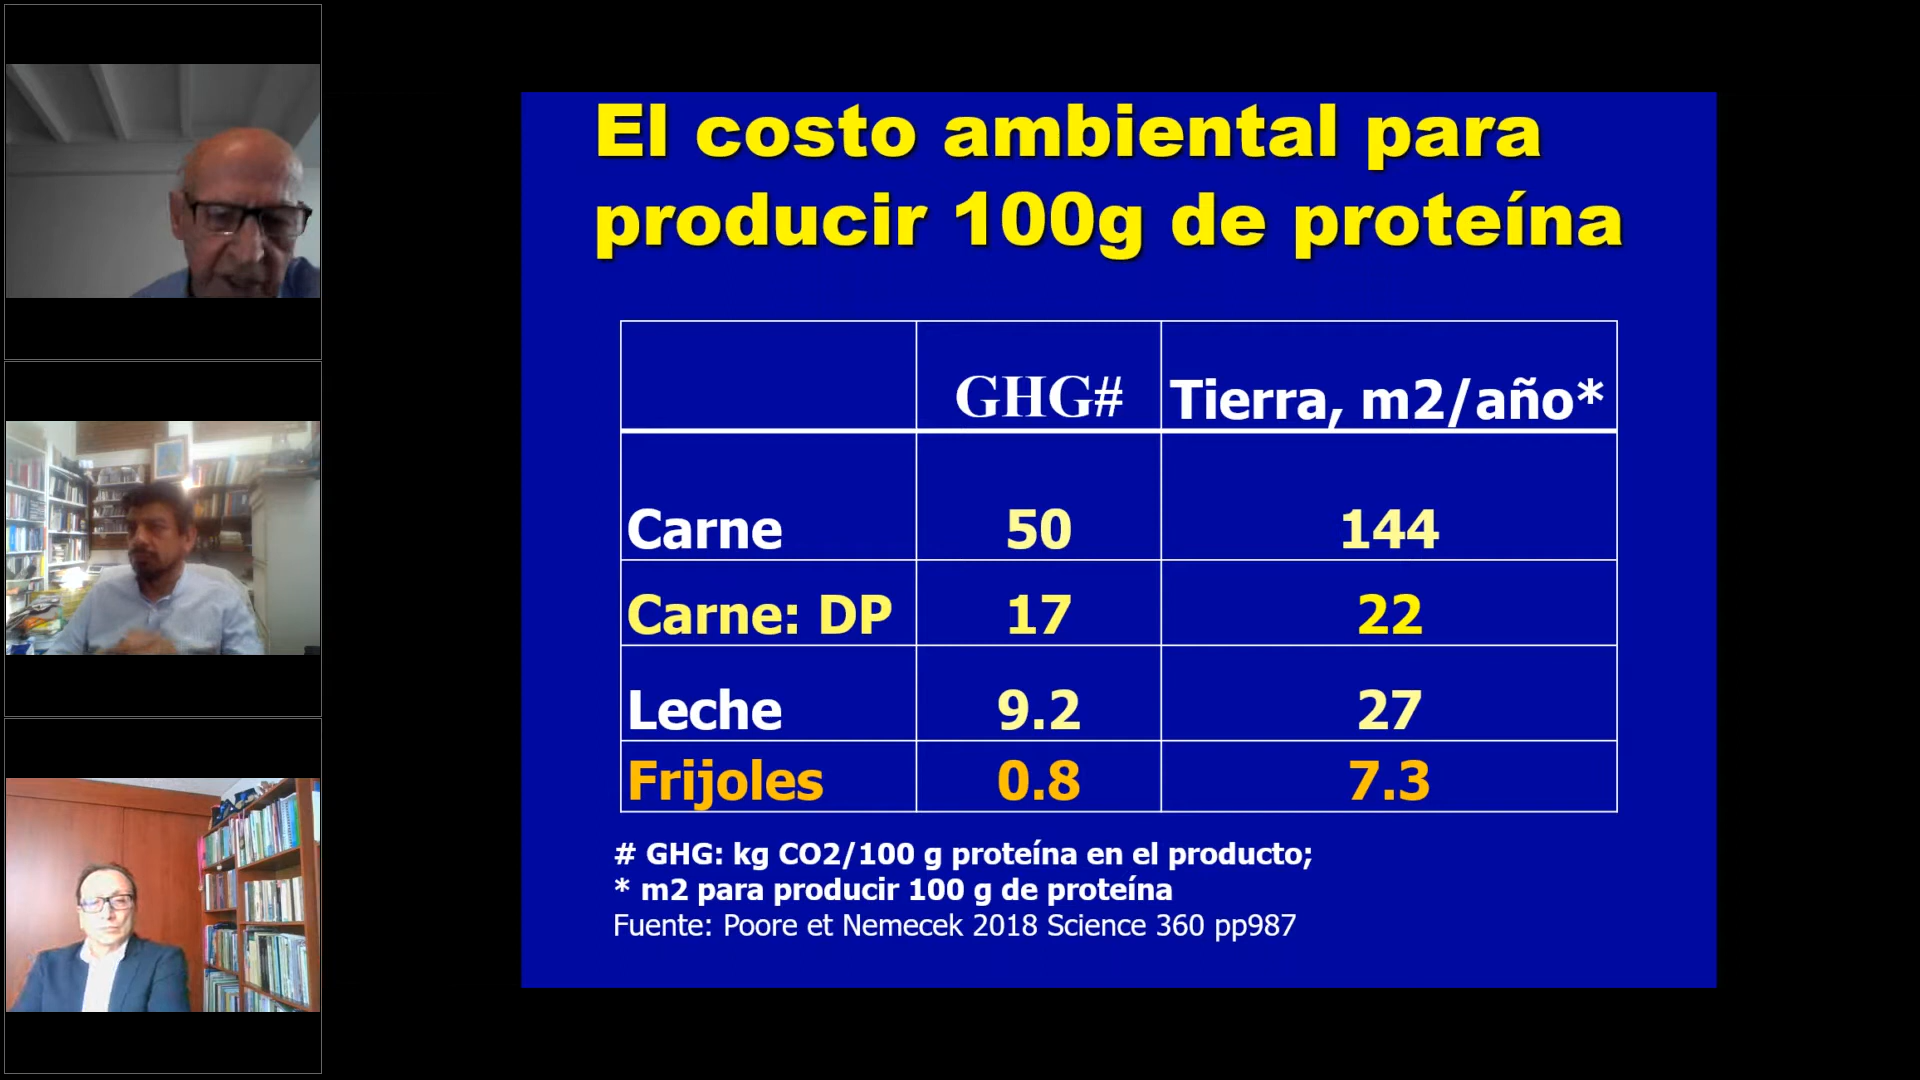 El costo ambiental para
producir 100g de proteína
GHG# Tierra, m2/año*
Carne 50 144
Carne: DP 17 22
Leche 9.2 27
Frijoles 0.8 7.3
# GHG: kg CO2/100 g proteína en el producto;
* m2 para producir 100 g de proteína
Fuente: Poore et Nemecek 2018 Science 360 pp987